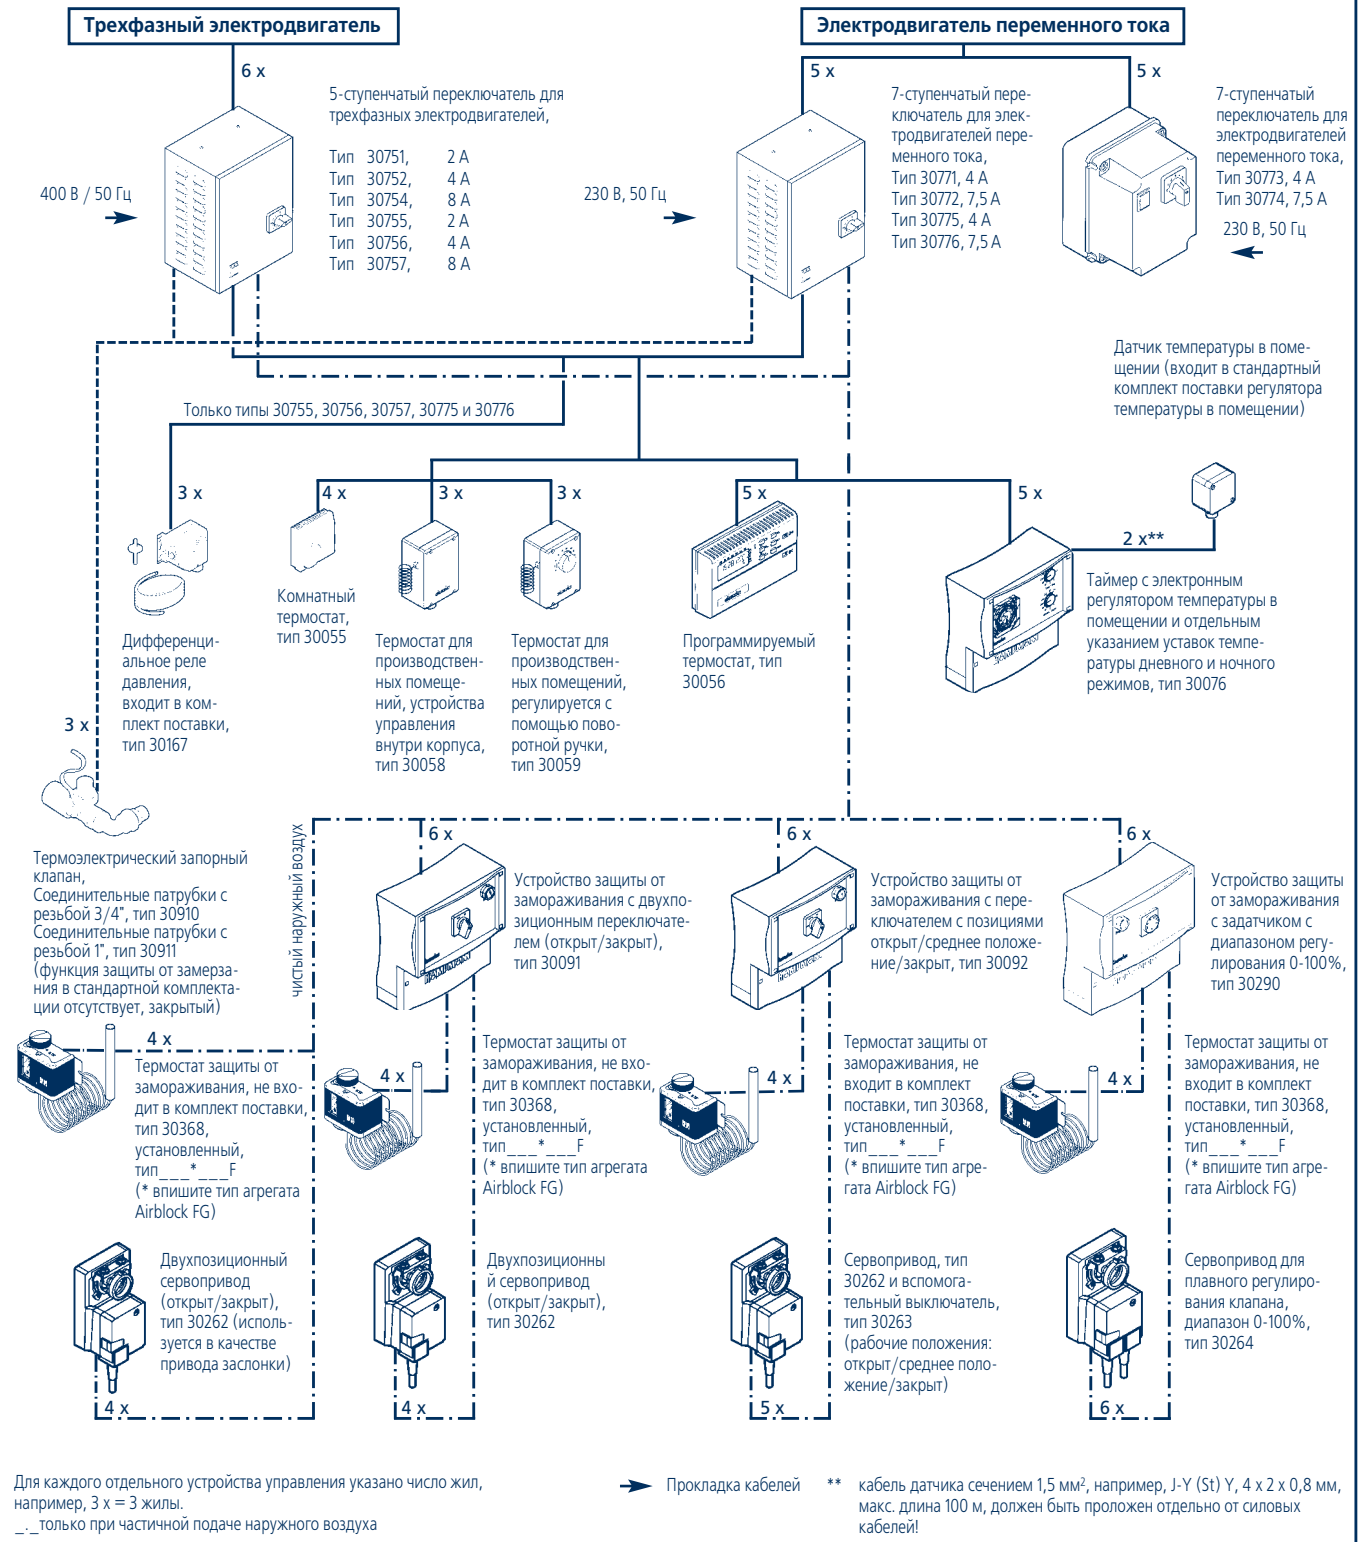 Трехфазный электродвигатель
Электродвигатель переменного тока
6 x
5 x
5 x
5-ступенчатый переключатель для
трехфазных электродвигателей,
Тип 30751, 2 А
Тип 30752, 4 А
Тип 30754, 8 А
Тип 30755, 2 А
Тип 30756, 4 А
Тип 30757, 8 А
400 В / 50 Гц
230 В, 50 Гц
7-ступенчатый пере-
ключатель для элек-
тродвигателей пере-
менного тока,
Тип 30771, 4 А
Тип 30772, 7,5 А
Тип 30775, 4 А
Тип 30776, 7,5 А
7-ступенчатый
переключатель для
электродвигателей
переменного тока,
Тип 30773, 4 А
Тип 30774, 7,5 А
230 В, 50 Гц
Датчик температуры в поме-
щении (входит в стандартный
комплект поставки регулятора
температуры в помещении)
Только типы 30755, 30756, 30757, 30775 и 30776
3 x
4 x
3 x
3 x
5 x
5 x
2 x**
Дифференци-
альное реле
давления,
входит в ком-
плект поставки,
тип 30167
Комнатный
термостат,
тип 30055
Термостат для
производствен-
ных помеще-
ний, устройства
управления
внутри корпуса,
тип 30058
Термостат для
производствен-
ных помещений,
регулируется с
помощью пово-
ротной ручки,
тип 30059
Программируемый
термостат, тип
30056
Таймер с электронным
регулятором температуры в
помещении и отдельным
указанием уставок темпе-
ратуры дневного и ночного
режимов, тип 30076
3 x
Термоэлектрический запорный
клапан,
Соединительные патрубки с
резьбой 3/4", тип 30910
Соединительные патрубки с
резьбой 1", тип 30911
(функция защиты от замерза-
ния в стандартной комплекта-
ции отсутствует, закрытый)
чистый наружный воздух
6 x
6 x
6 x
Устройство защиты от
замораживания с двухпо-
зиционным переключате-
лем (открыт/закрыт),
тип 30091
Устройство защиты от
замораживания с пере-
ключателем с позициями
открыт/среднее положе-
ние/закрыт, тип 30092
Устройство защиты
от замораживания
с задатчиком с
диапазоном регу-
лирования 0-100%,
тип 30290
4 x
Термостат защиты от
замораживания, не вхо-
дит в комплект поставки,
тип 30368,
установленный,
тип___*___F
(* впишите тип агрегата
Airblock FG)
4 x
Термостат защиты от
замораживания, не вхо-
дит в комплект поставки,
тип 30368,
установленный,
тип___*___F
(* впишите тип агрегата
Airblock FG)
4 x
Термостат защиты от
замораживания, не
входит в комплект
поставки, тип 30368,
установленный,
тип___*___F
(* впишите тип агре-
гата Airblock FG)
4 x
Термостат защиты от
замораживания, не
входит в комплект
поставки, тип 30368,
установленный,
тип___*___F
(* впишите тип агре-
гата Airblock FG)
Двухпозиционный
сервопривод
(открыт/закрыт),
тип 30262 (исполь-
зуется в качестве
привода заслонки)
Двухпозиционны
й сервопривод
(открыт/закрыт),
тип 30262
Сервопривод, тип
30262 и вспомога-
тельный выключатель,
тип 30263
(рабочие положения:
открыт/среднее поло-
жение/закрыт)
Сервопривод для
плавного регулиро-
вания клапана,
диапазон 0-100%,
тип 30264
4 x
4 x
5 x
6 x
Для каждого отдельного устройства управления указано число жил,
например, 3 x = 3 жилы.
_._только при частичной подаче наружного воздуха
Прокладка кабелей
** кабель датчика сечением 1,5 мм², например, J-Y (St) Y, 4 x 2 x 0,8 мм,
макс. длина 100 м, должен быть проложен отдельно от силовых
кабелей!